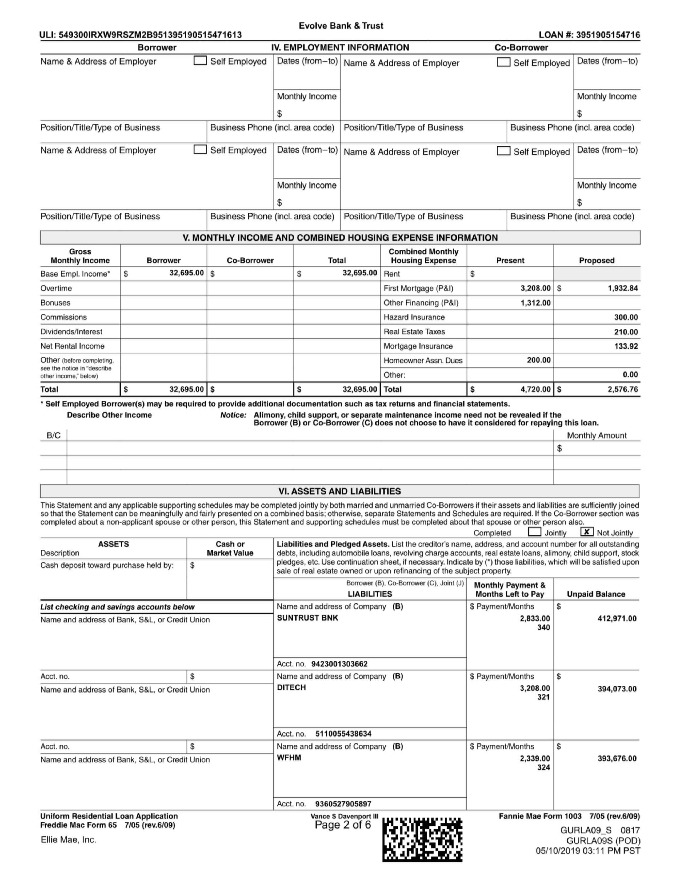 Evolve Bank & Trust
ULI: 549300IRXW9RSZM2B951395190515471613 LOAN #: 3951905154716
Borrower IV. EMPLOYMENT INFORMATION Co-Borrower
Name & Address of Employer Self Employed Dates (from–to) Name & Address of Employer Self Employed Dates (from–to)
Monthly Income Monthly Income
$ $
Position/Title/Type of Business Business Phone (incl. area code) Position/Title/Type of Business Business Phone (incl. area code)
Name & Address of Employer Self Employed Dates (from–to) Name & Address of Employer Self Employed Dates (from–to)
Monthly Income Monthly Income
$ $
Position/Title/Type of Business Business Phone (incl. area code) Position/Title/Type of Business Business Phone (incl. area code)
V. MONTHLY INCOME AND COMBINED HOUSING EXPENSE INFORMATION
Gross Monthly Income Borrower Co-Borrower Total Combined Monthly Housing Expense Present Proposed
Base Empl. Income* $ 32,695.00 $ $ 32,695.00 Rent $
Overtime First Mortgage (P&I) 3,208.00 $ 1,932.84
Bonuses Other Financing (P&I) 1,312.00
Commissions Hazard Insurance 300.00
Dividends/Interest Real Estate Taxes 210.00
Net Rental Income Mortgage Insurance 133.92
Other (before completing, see the notice in "describe other income," below) Homeowner Assn. Dues 200.00
Other: 0.00
Total $ 32,695.00 $ $ 32,695.00 Total $ 4,720.00 $ 2,576.76
* Self Employed Borrower(s) may be required to provide additional documentation such as tax returns and financial statements.
Describe Other Income Notice: Alimony, child support, or separate maintenance income need not be revealed if the
Borrower (B) or Co-Borrower (C) does not choose to have it considered for repaying this loan.
B/C Monthly Amount
$
VI. ASSETS AND LIABILITIES
This Statement and any applicable supporting schedules may be completed jointly by both married and unmarried Co-Borrowers if their assets and liabilities are sufficiently joined
so that the Statement can be meaningfully and fairly presented on a combined basis; otherwise, separate Statements and Schedules are required. If the Co-Borrower section was
completed about a non-applicant spouse or other person, this Statement and supporting schedules must be completed about that spouse or other person also.
Completed Jointly X Not Jointly
ASSETS Cash or Market Value
Description
Cash deposit toward purchase held by: $
Liabilities and Pledged Assets. List the creditor's name, address, and account number for all outstanding
debts, including automobile loans, revolving charge accounts, real estate loans, alimony, child support, stock
pledges, etc. Use continuation sheet, if necessary. Indicate by (*) those liabilities, which will be satisfied upon
sale of real estate owned or upon refinancing of the subject property.
Borrower (B), Co-Borrower (C), Joint (J)
LIABILITIES Monthly Payment & Months Left to Pay Unpaid Balance
List checking and savings accounts below Name and address of Company (B) $ Payment/Months $
Name and address of Bank, S&L, or Credit Union SUNTRUST BNK 2,833.00 412,971.00
340
Acct. no. 9423001303662
Acct. no. $ Name and address of Company (B) $ Payment/Months $
Name and address of Bank, S&L, or Credit Union DITECH 3,208.00 394,073.00
321
Acct. no. 5110055438634
Acct. no. $ Name and address of Company (B) $ Payment/Months $
Name and address of Bank, S&L, or Credit Union WFHM 2,339.00 393,676.00
324
Acct. no. 9360527905897
Uniform Residential Loan Application Vance S Davenport III Fannie Mae Form 1003 7/05 (rev.6/09)
Freddie Mac Form 65 7/05 (rev.6/09) Page 2 of 6
GURLA09_S 0817
Ellie Mae, Inc. GURLA09S (POD)
05/10/2019 03:11 PM PST